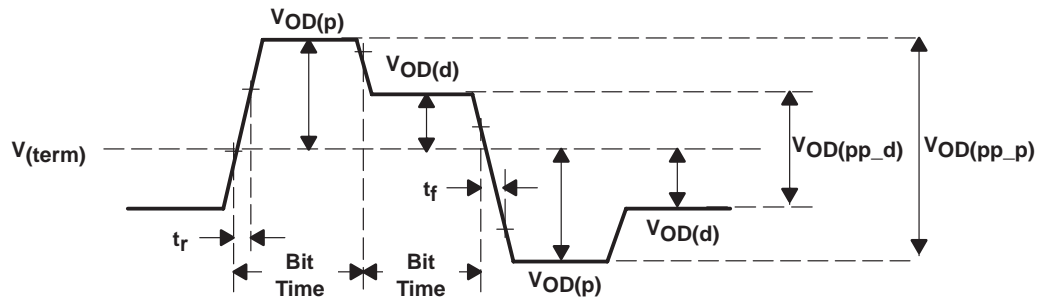 VOD(p)
VOD(d)
V(term)
VOD(pp_d)
VOD(pp_p)
tf
VOD(d)
tr
Bit
Time
Bit
Time
VOD(p)